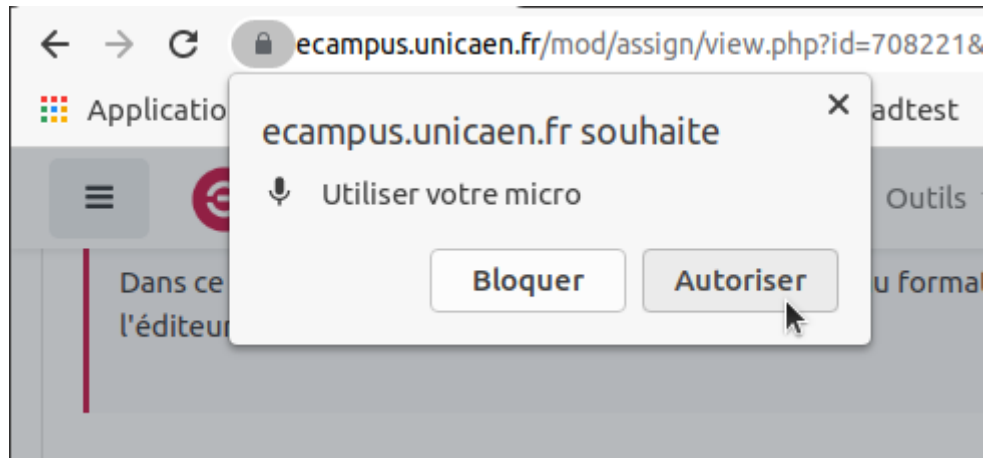 ecampus.unicaen.fr/mod/assign/view.php?id=708221&
Applicatio
adtest
ecampus.unicaen.fr souhaite
Utiliser votre micro
Outils
Bloquer
Autoriser
Dans ce
u format
l'éditeur